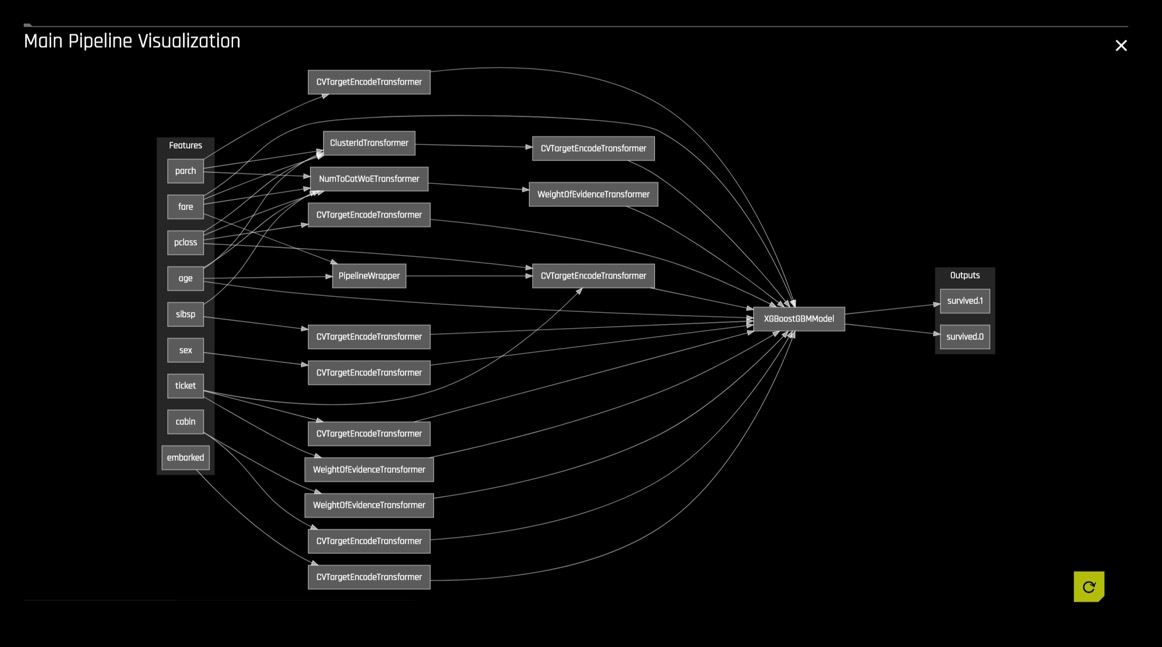 Main Pipeline Visualization
Features
parch
fare
pclass
age
sibsp
sex
ticket
cabin
embarked
CVTargetEncodeTransformer
ClusterIdTransformer
NumToCatWoETransformer
CVTargetEncodeTransformer
PipelineWrapper
CVTargetEncodeTransformer
CVTargetEncodeTransformer
CVTargetEncodeTransformer
WeightOfEvidenceTransformer
WeightOfEvidenceTransformer
CVTargetEncodeTransformer
CVTargetEncodeTransformer
CVTargetEncodeTransformer
WeightOfEvidenceTransformer
CVTargetEncodeTransformer
XGBoostGBMModel
Outputs
survived.1
survived.0